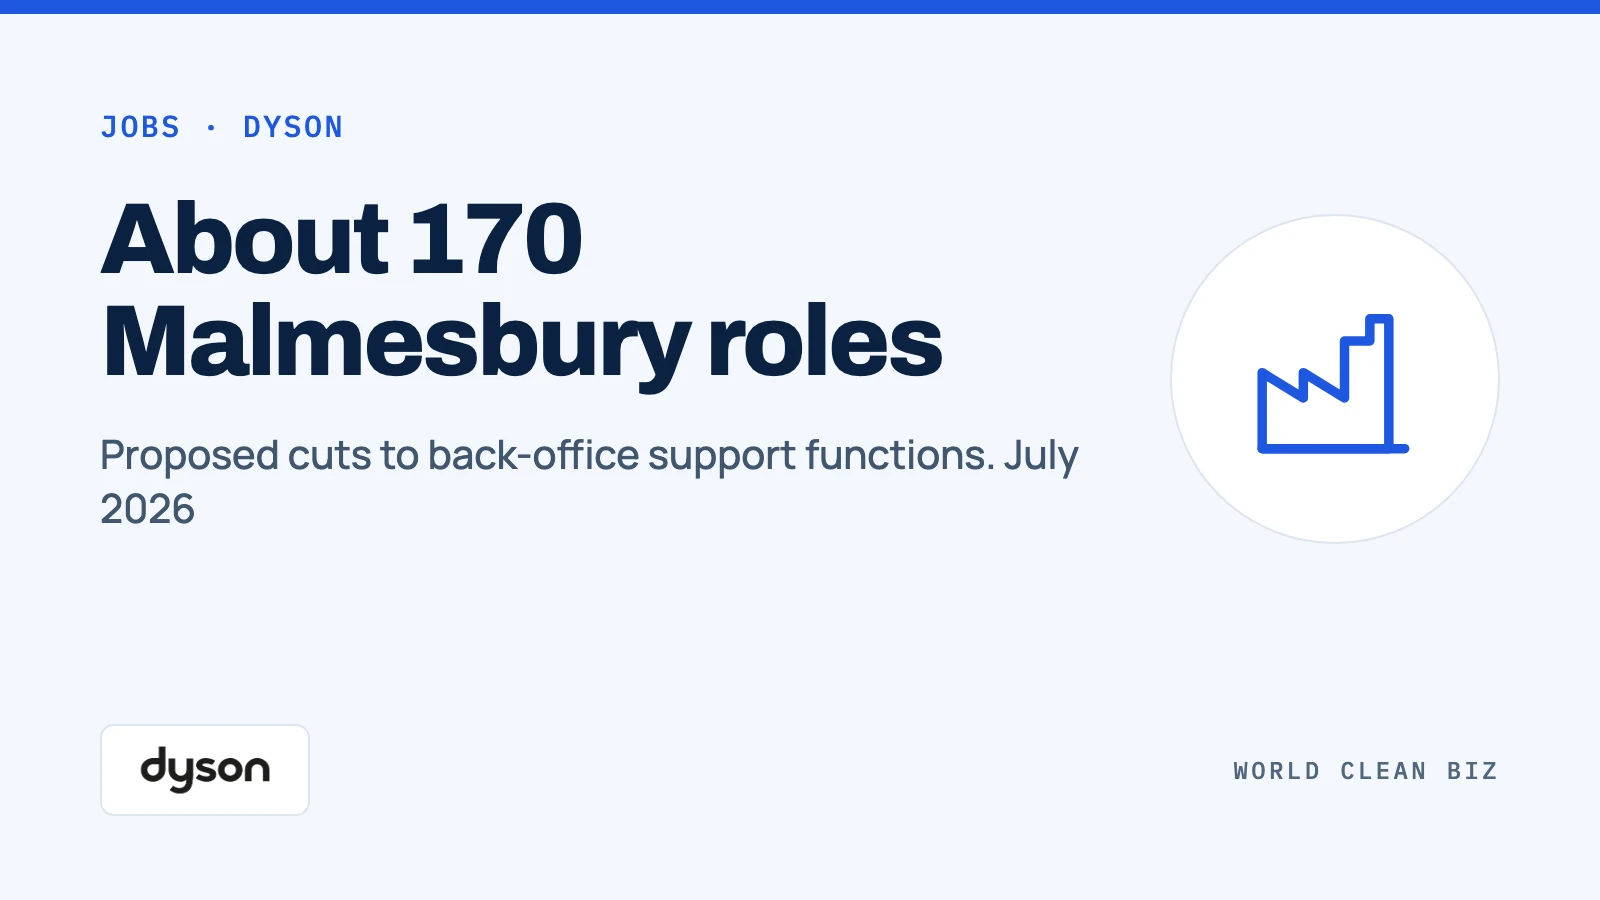 JOBS · DYSON
About 170
Malmesbury roles
Proposed cuts to back-office support functions. July
2026
dyson
WORLD CLEAN BIZ